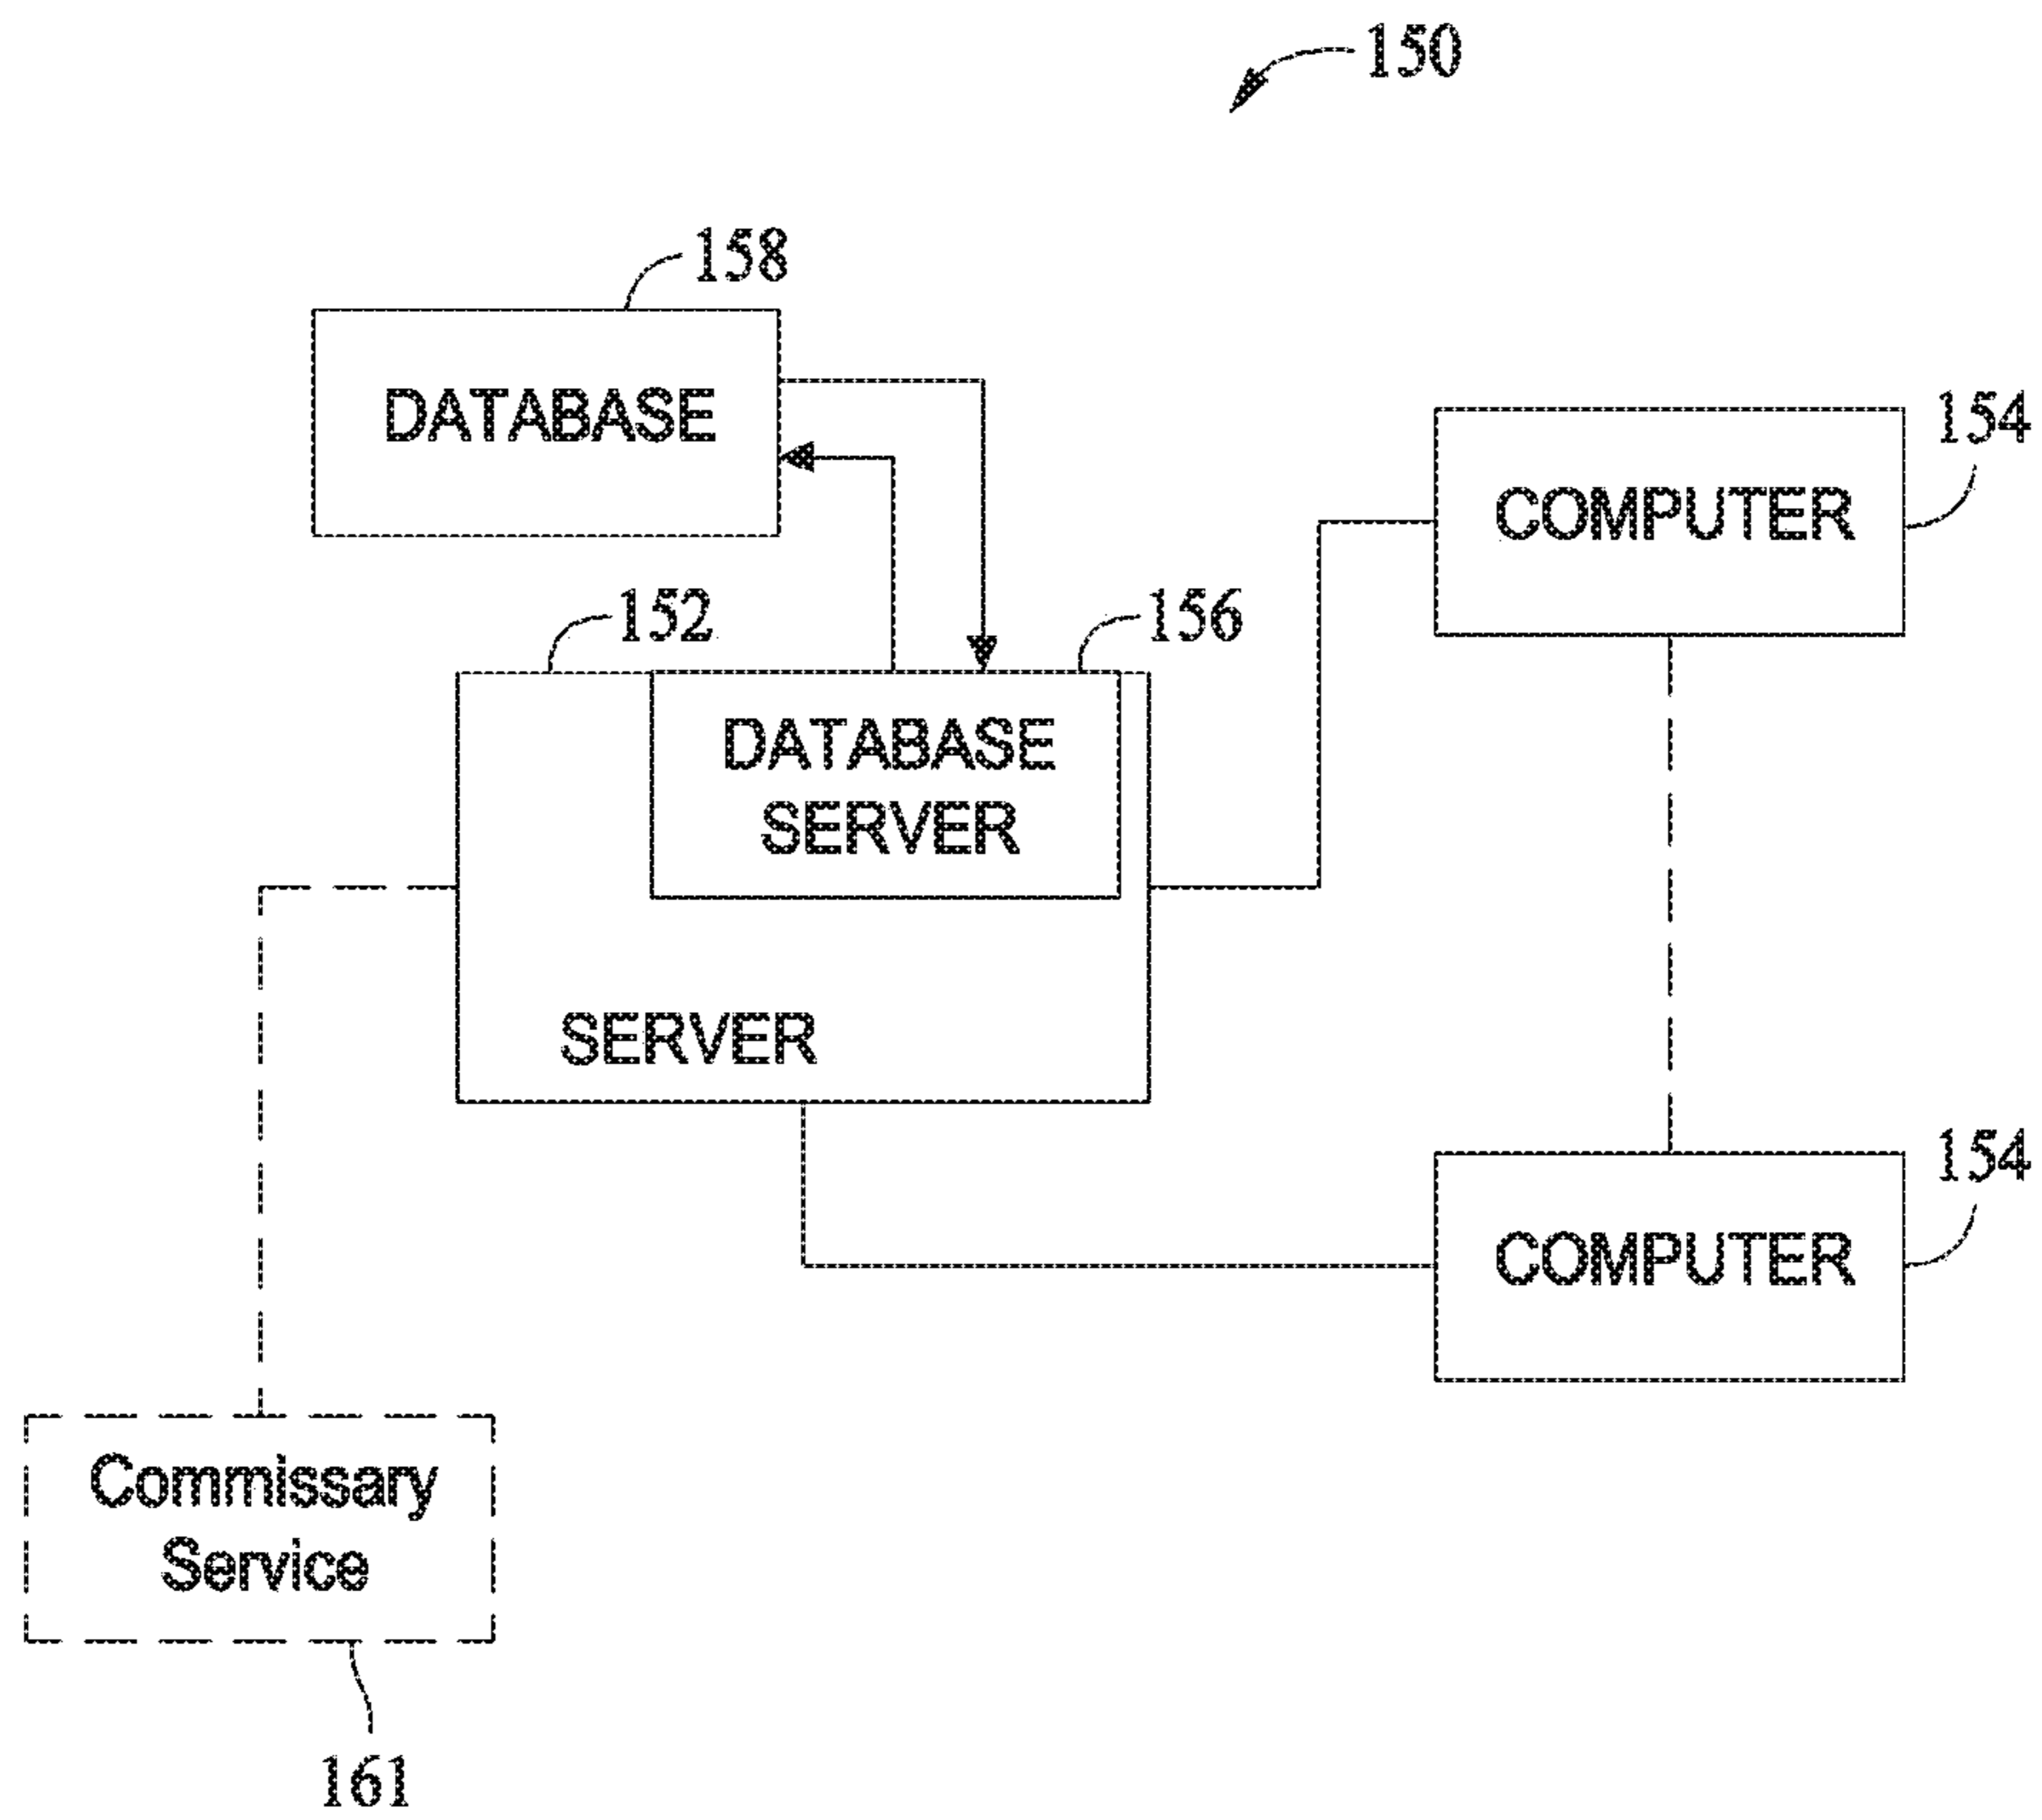 150
158
DATABASE
154
COMPUTER
152
156
DATABASE
SERVER
SERVER
154
COMPUTER
Commissary
Service
161